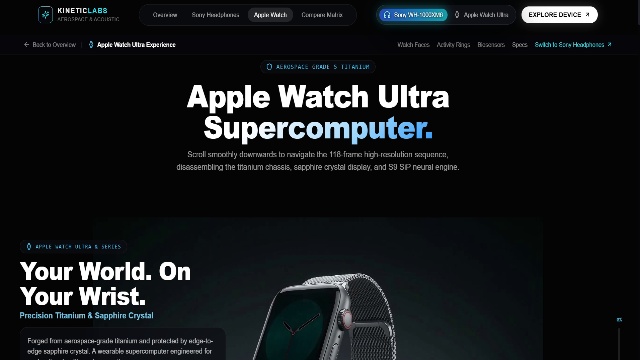 KINETICLABS
AEROSPACE & ACOUSTIC
Overview
Sony Headphones
Apple Watch
Compare Matrix
Sony WH-1000XM6
Apple Watch Ultra
EXPLORE DEVICE ↗
← Back to Overview
Apple Watch Ultra Experience
Watch Faces
Activity Rings
Biosensors
Specs
Switch to Sony Headphones ↗
AEROSPACE GRADE 5 TITANIUM
Apple Watch Ultra
Supercomputer.
Scroll smoothly downwards to navigate the 118-frame high-resolution sequence,
disassembling the titanium chassis, sapphire crystal display, and S9 SiP neural engine.
APPLE WATCH ULTRA & SERIES
Your World. On
Your Wrist.
Precision Titanium & Sapphire Crystal
Forged from aerospace-grade titanium and protected by edge-to-
edge sapphire crystal. A wearable supercomputer engineered for